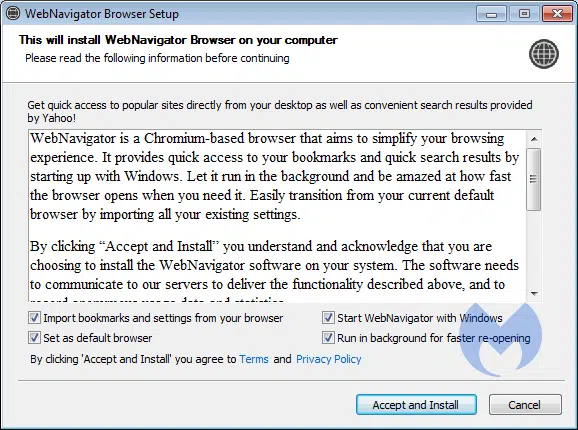 WebNavigator Browser Setup
This will install WebNavigator Browser on your computer
Please read the following information before continuing
Get quick access to popular sites directly from your desktop as well as convenient search results provided
by Yahoo!
WebNavigator is a Chromium-based browser that aims to simplify your browsing
experience. It provides quick access to your bookmarks and quick search results by
starting up with Windows. Let it run in the background and be amazed at how fast
the browser opens when you need it. Easily transition from your current default
browser by importing all your existing settings.
By clicking “Accept and Install” you understand and acknowledge that you are
choosing to install the WebNavigator software on your system. The software needs
to communicate to our servers to deliver the functionality described above, and to
record anonymous usage data and statistics.
Import bookmarks and settings from your browser
Start WebNavigator with Windows
Set as default browser
Run in background for faster re-opening
By clicking 'Accept and Install' you agree to Terms and Privacy Policy
Accept and Install
Cancel